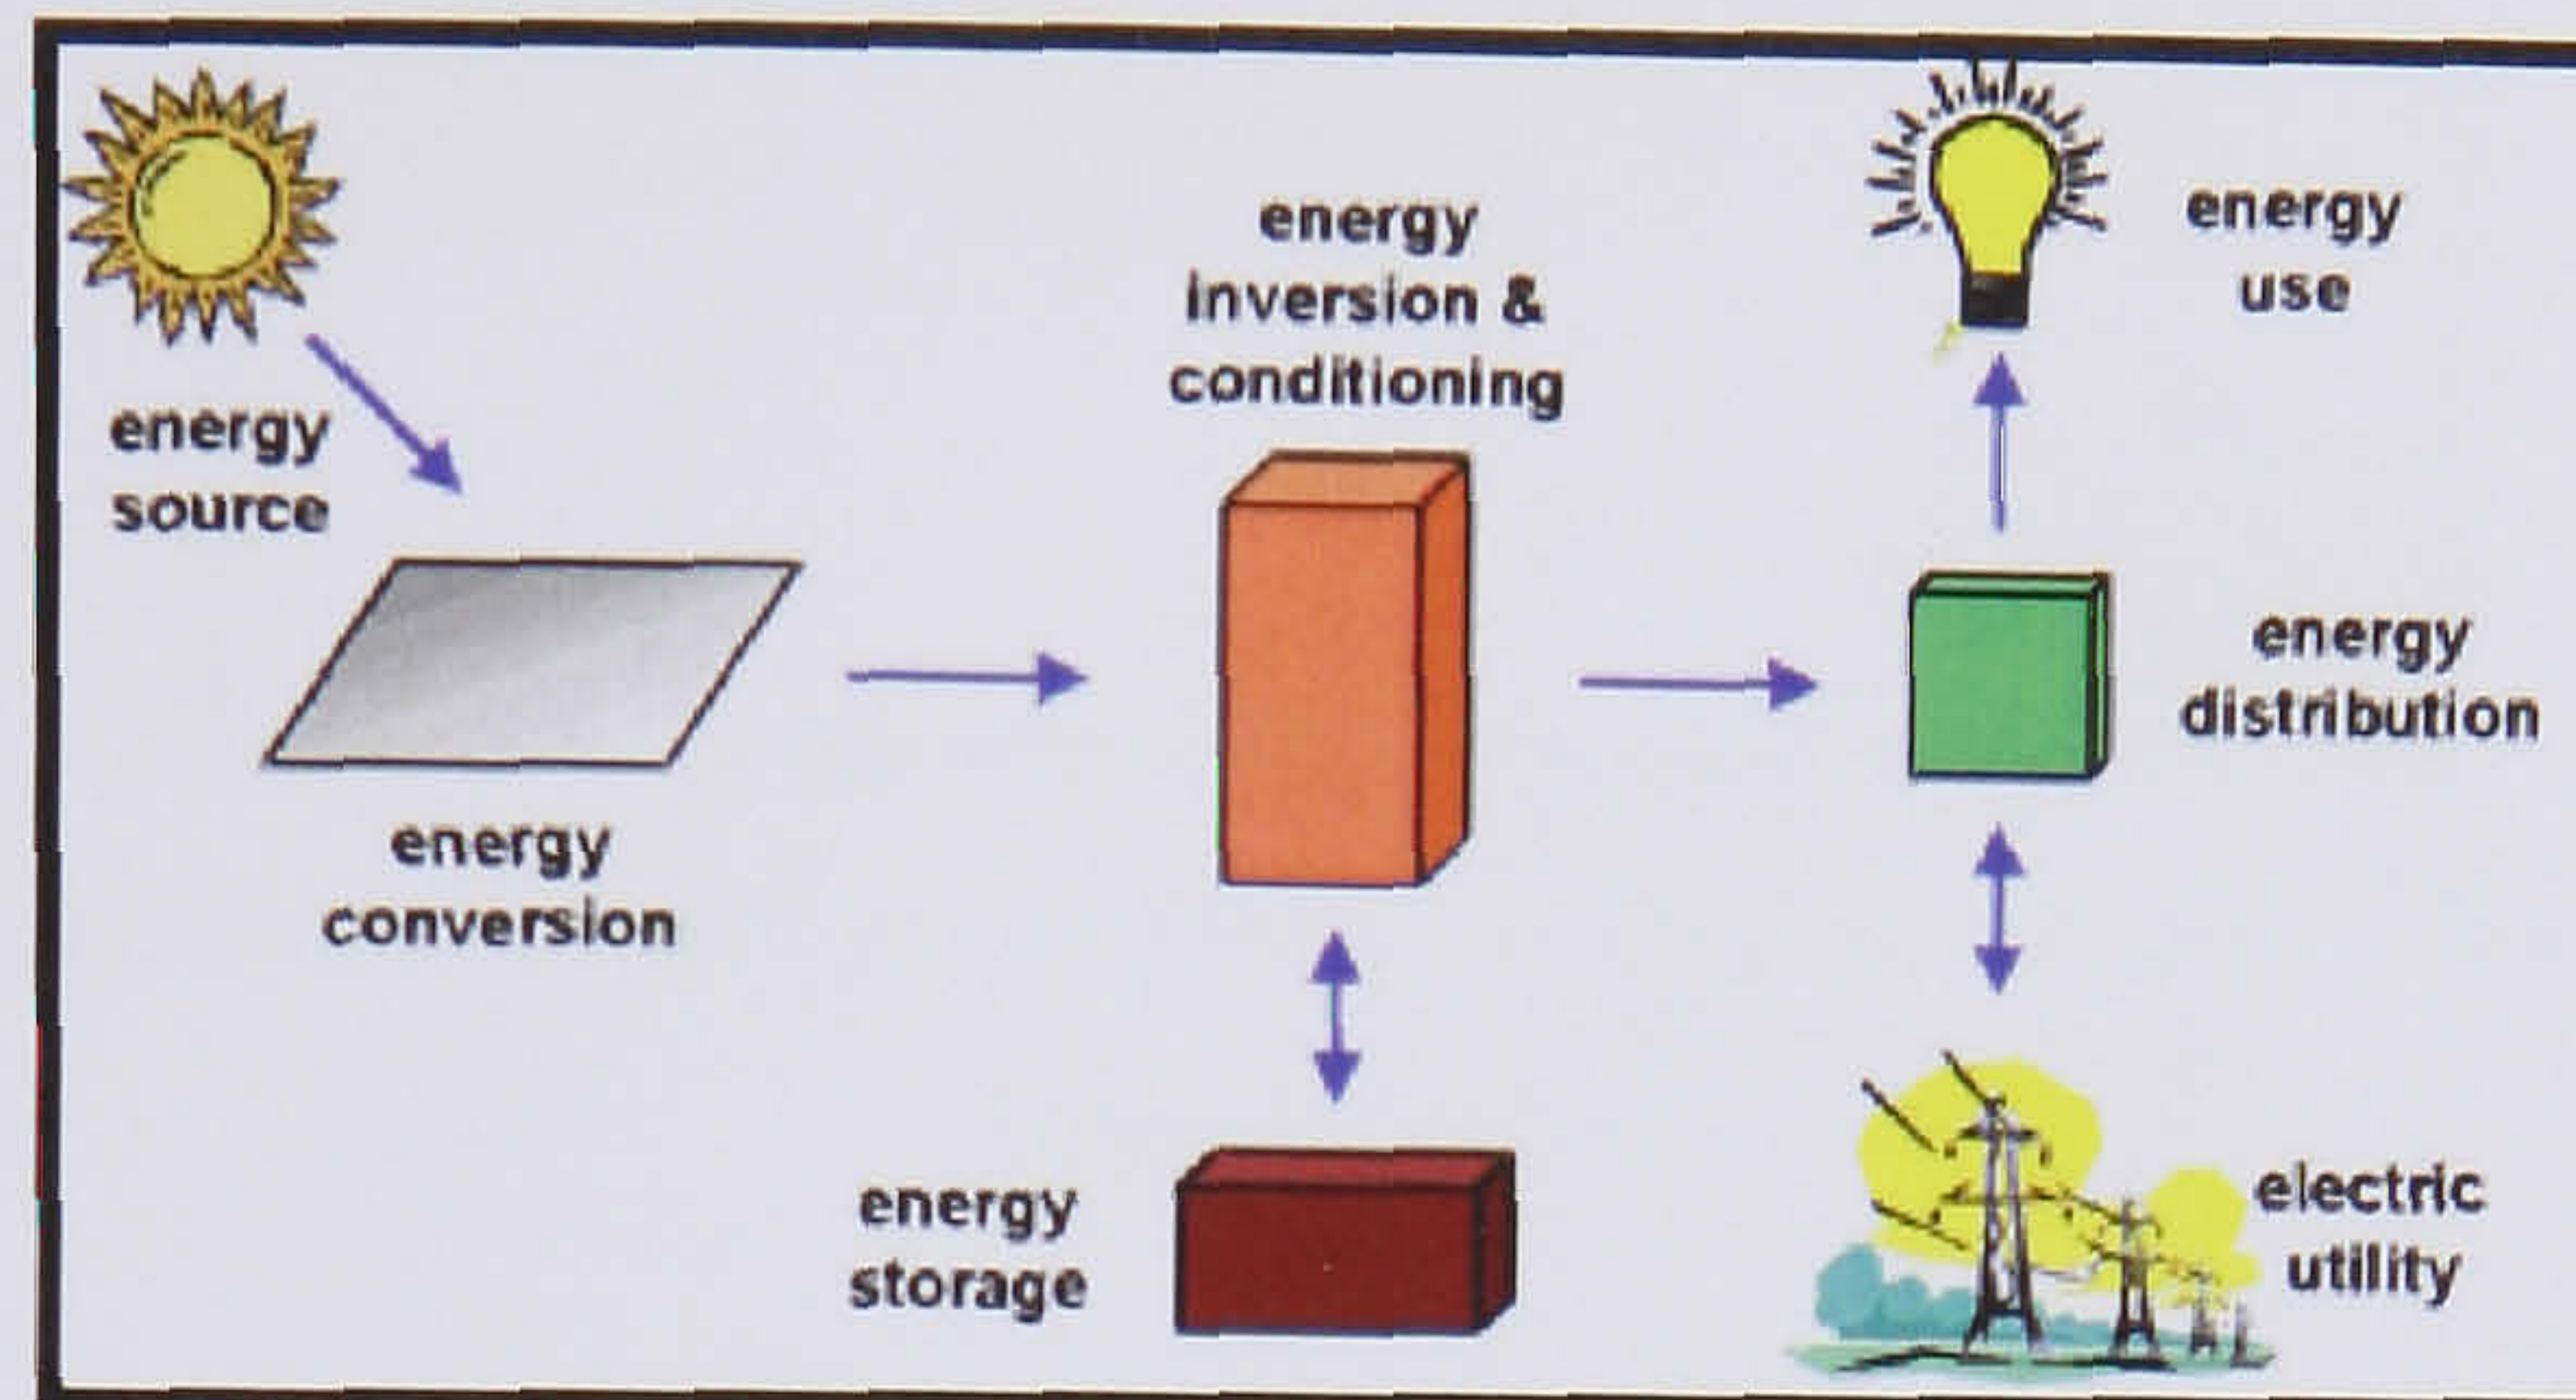 energy
source
energy
conversion
energy
inversion &
conditioning
energy
storage
energy
use
energy
distribution
electric
utility